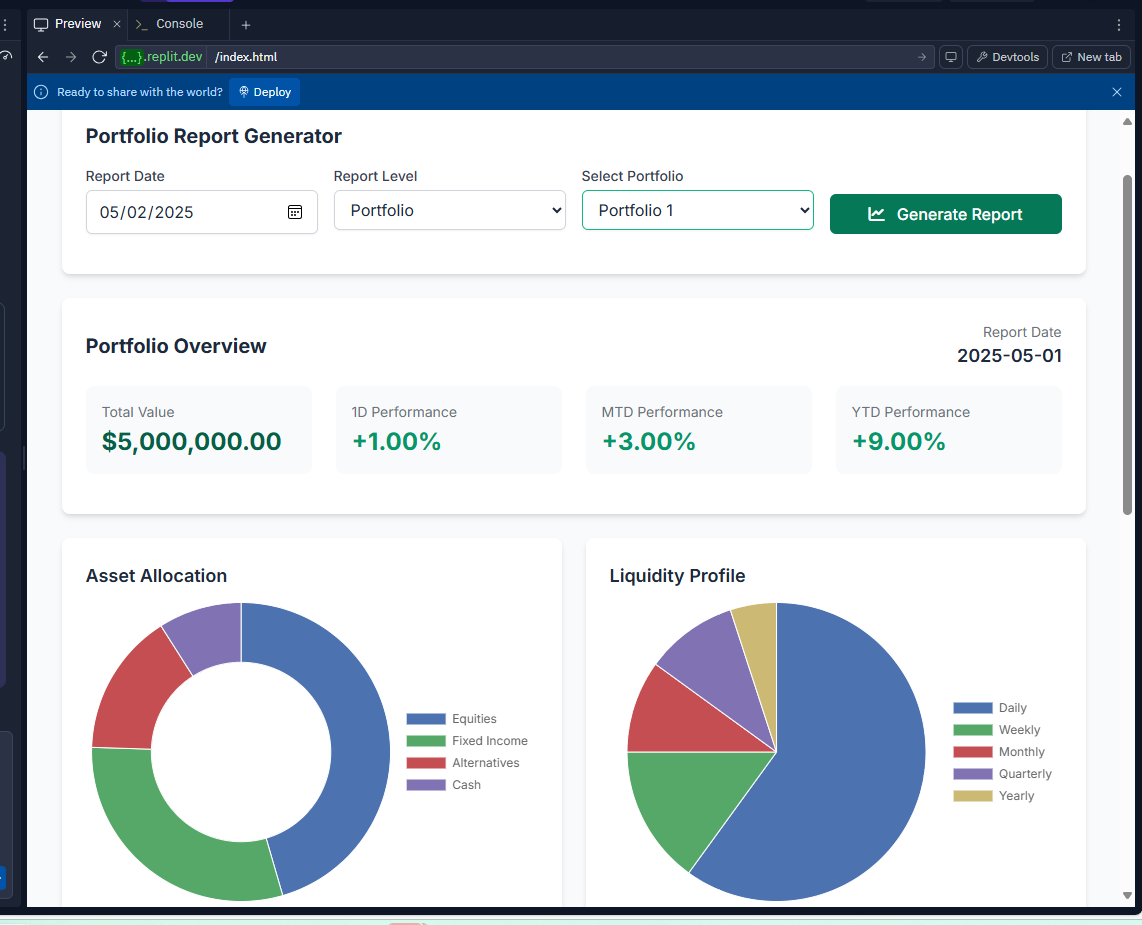 Preview
Console
{...}.replit.dev /index.html
Devtools
New tab
Ready to share with the world? Deploy
Portfolio Report Generator
Report Date
05/02/2025
Report Level
Portfolio
Select Portfolio
Portfolio 1
Generate Report
Portfolio Overview
Report Date
2025-05-01
Total Value
$5,000,000.00
1D Performance
+1.00%
MTD Performance
+3.00%
YTD Performance
+9.00%
Asset Allocation
Equities
Fixed Income
Alternatives
Cash
Liquidity Profile
Daily
Weekly
Monthly
Quarterly
Yearly